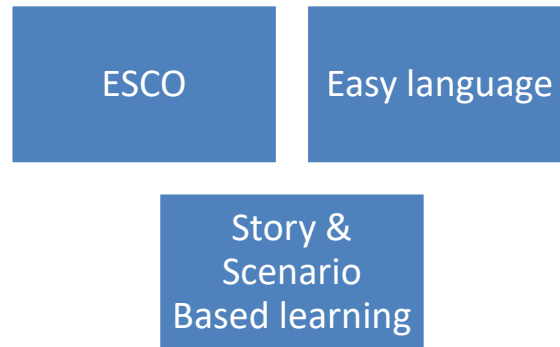 ESCO
Easy language
Story &
Scenario
Based learning